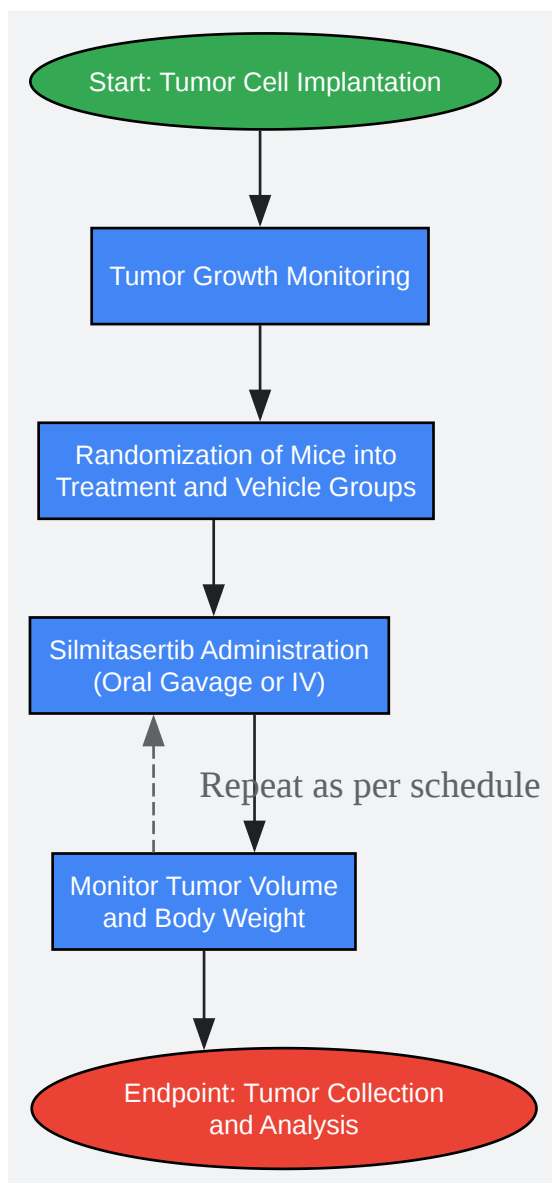 Start: Tumor Cell Implantation
Tumor Growth Monitoring
Randomization of Mice into
Treatment and Vehicle Groups
Silmitasertib Administration
(Oral Gavage or IV)
Repeat as per schedule
Monitor Tumor Volume
and Body Weight
Endpoint: Tumor Collection
and Analysis